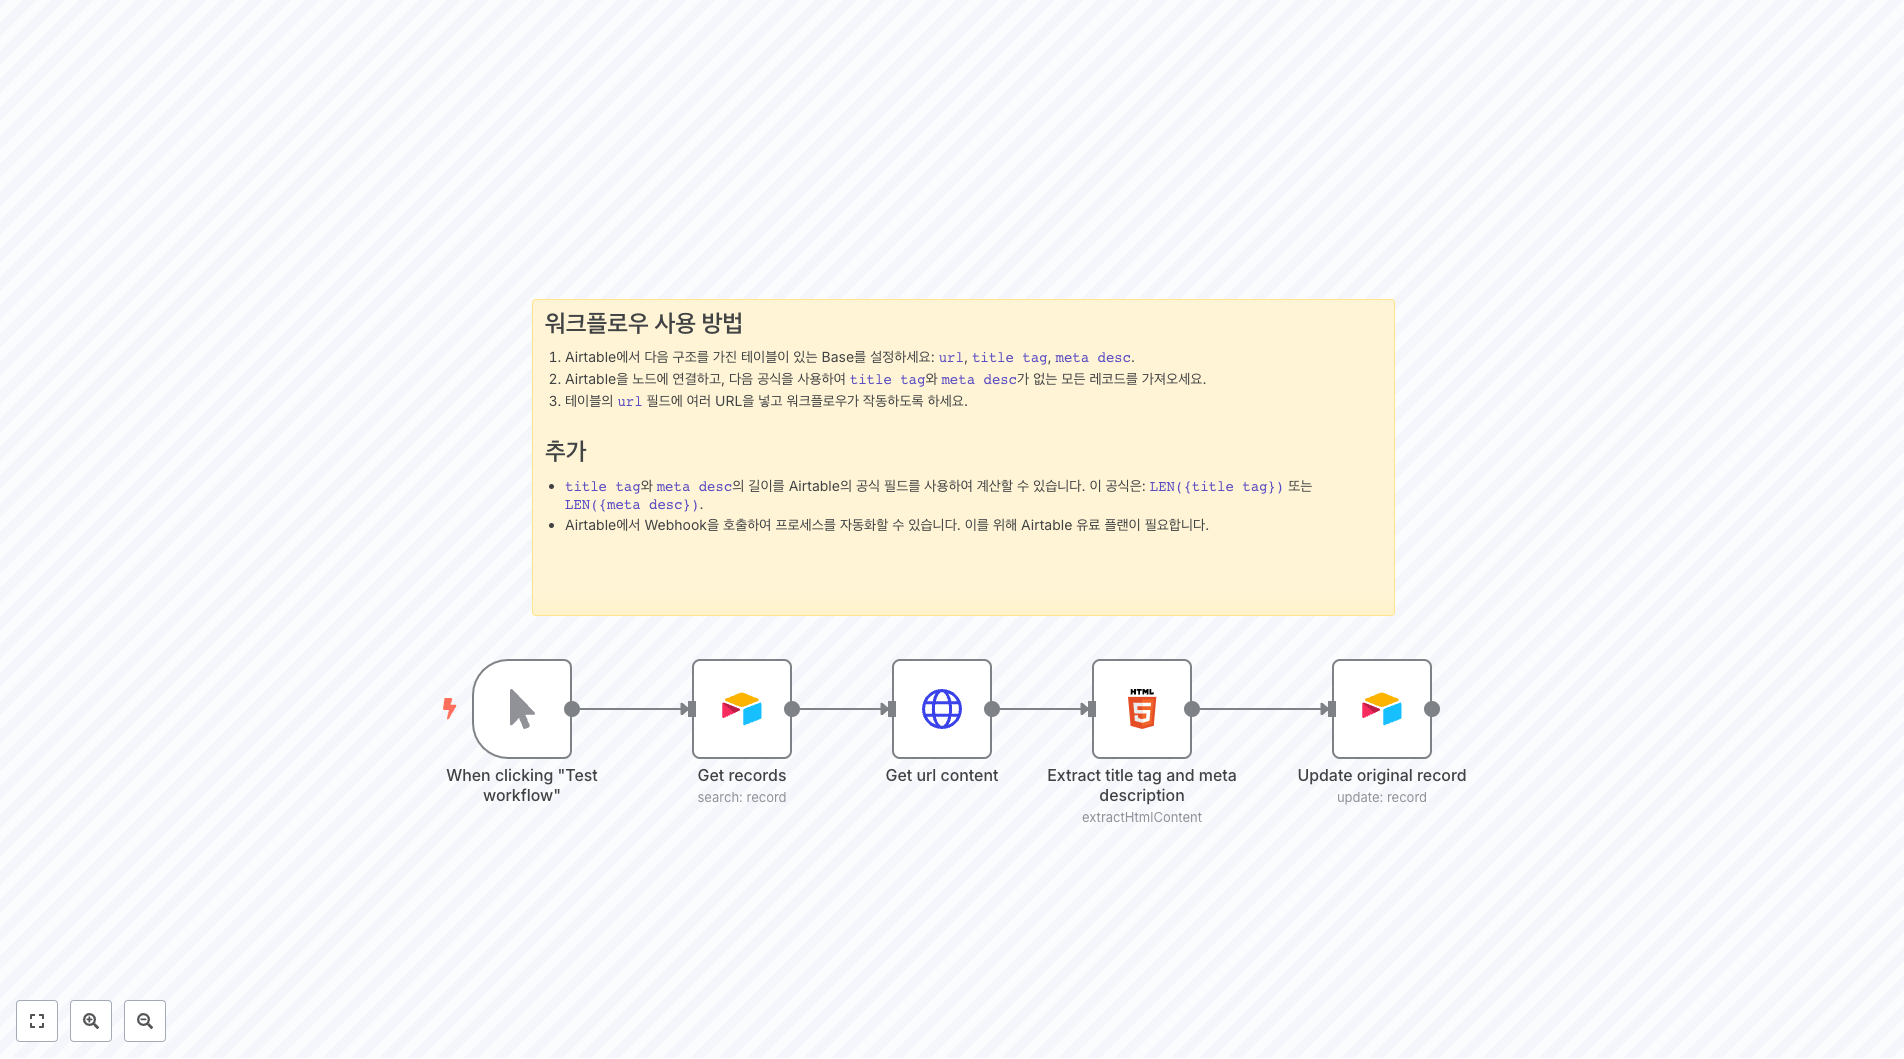 워크플로우 사용 방법
1. Airtable에서 다음 구조를 가진 테이블이 있는 Base를 설정하세요: url, title tag, meta desc.
2. Airtable을 노드에 연결하고, 다음 공식을 사용하여 title tag와 meta desc가 없는 모든 레코드를 가져오세요.
3. 테이블의 url 필드에 여러 URL을 넣고 워크플로우가 작동하도록 하세요.
추가
• title tag와 meta desc의 길이를 Airtable의 공식 필드를 사용하여 계산할 수 있습니다. 이 공식은: LEN({title tag}) 또는
LEN({meta desc}).
• Airtable에서 Webhook을 호출하여 프로세스를 자동화할 수 있습니다. 이를 위해 Airtable 유료 플랜이 필요합니다.
HTML
5
When clicking "Test
workflow"
Get records
search: record
Get url content
Extract title tag and meta
description
extractHtmlContent
Update original record
update: record